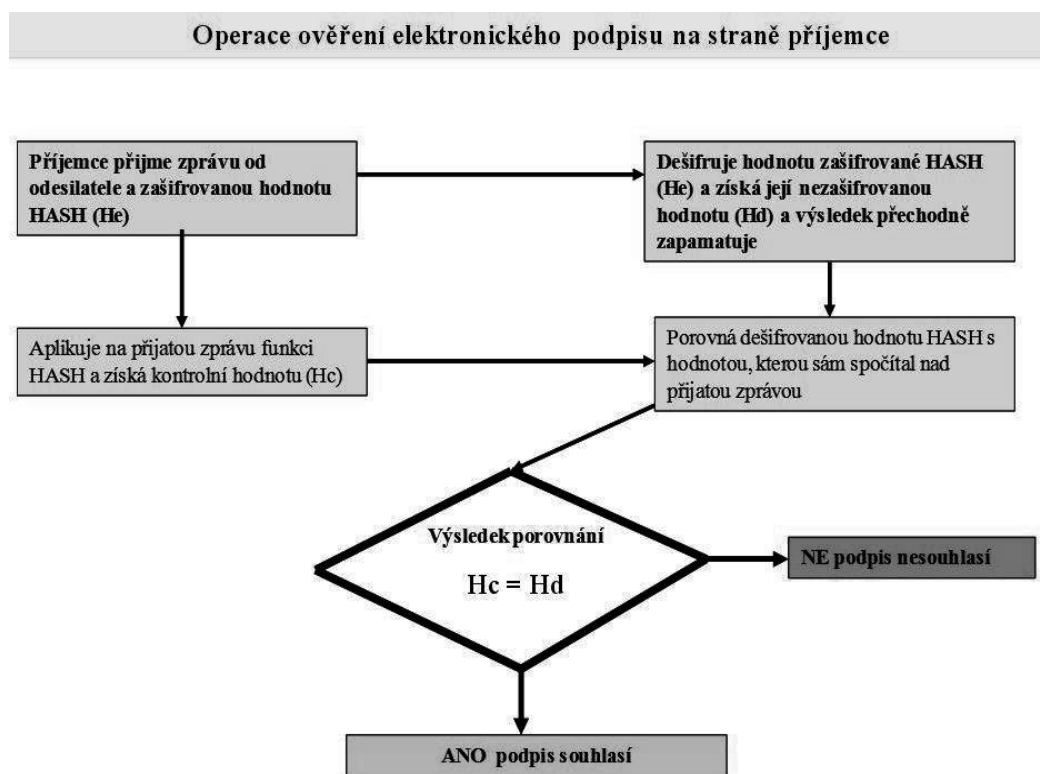 Operace ověření elektronického podpisu na straně příjemce
Příjemce přijme zprávu od
odesilatele a zašifrovanou hodnotu
HASH (He)
Dešifruje hodnotu zašifrované HASH
(He) a získá její nezašifrovanou
hodnotu (Hd) a výsledek přechodně
zapamatuje
Aplikuje na přijatou zprávu funkci
HASH a získá kontrolní hodnotu (Hc)
Porovná dešifrovanou hodnotu HASH s
hodnotou, kterou sám spočítal nad
přijatou zprávou
Výsledek porovnání
Hc = Hd
NE podpis nesouhlasí
ANO podpis souhlasí